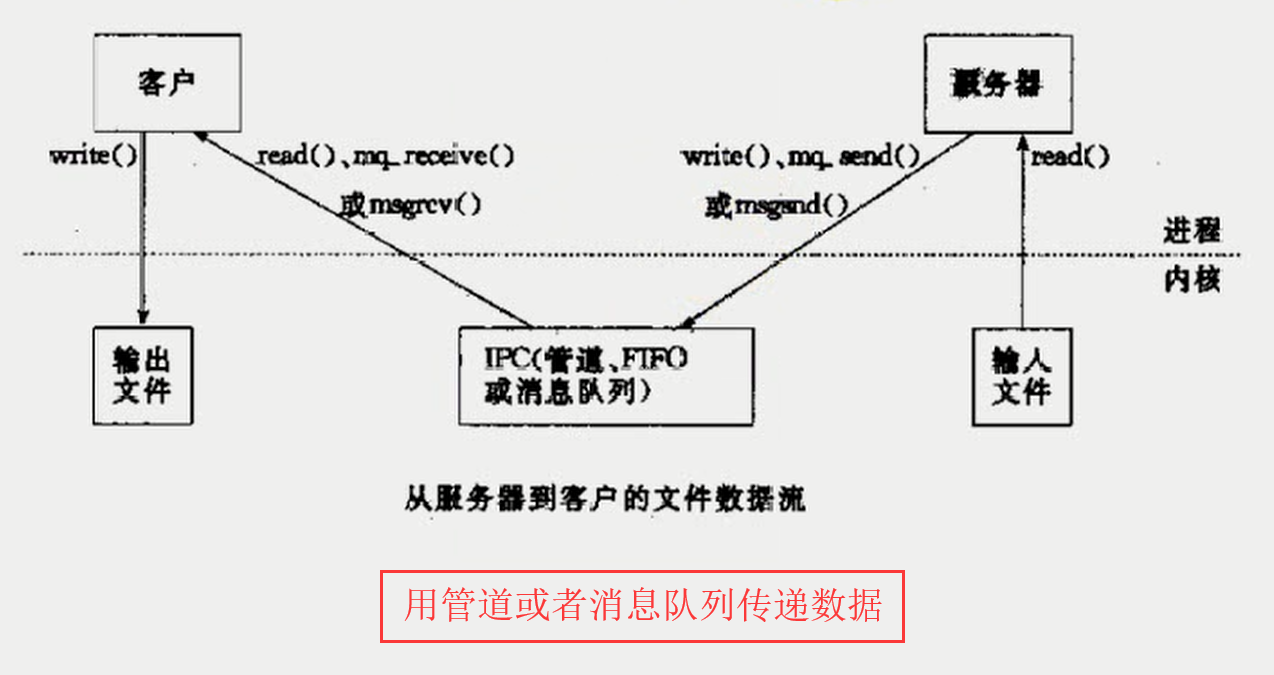 客户
服务器
write()
read()、mq_receive()
或msgrcv()
write()、mq_send()
或msgsnd()
read()
进程
内核
输出
文件
IPC(管道、FIFO
或消息队列)
输人
文件
从服务器到客户的文件数据流
用管道或者消息队列传递数据